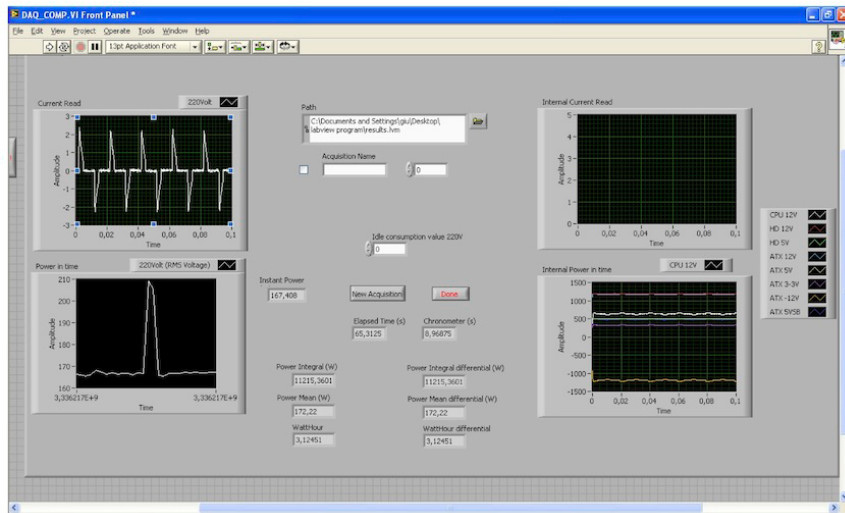 DAQ_COMP.VI Front Panel *
File Edit View Project Operate Tools Window Help
13pt Application Font
Current Read
220Volt
3
2
1
0
-1
-2
-3
Amplitude
0 0,02 0,04 0,06 0,08 0,1
Time
Path
C:\Documents and Settings\giu\Desktop\
labview program\results.lvm
Acquisition Name
0
Idle consumption value 220V
0
Internal Current Read
5
4
3
2
1
0
Amplitude
0 0,02 0,04 0,06 0,08 0,1
Time
CPU 12V
HD 12V
HD 5V
ATX 12V
ATX 5V
ATX 3-3V
ATX -12V
ATX 5VSB
Power in time
220Volt (RMS Voltage)
210
200
190
180
170
160
Amplitude
3,336217E+9 3,336217E+9
Time
Instant Power
167,408
New Acquisition
Done
Elapsed Time (s)
65,3125
Chronometer (s)
8,96875
Power Integral (W)
11215,3601
Power Mean (W)
172,22
WattHour
3,12451
Power Integral differential (W)
11215,3601
Power Mean differential (W)
172,22
WattHour differential
3,12451
Internal Power in time
CPU 12V
1500
1000
500
0
-500
-1000
-1500
Amplitude
0 0,02 0,04 0,06 0,08 0,1
Time